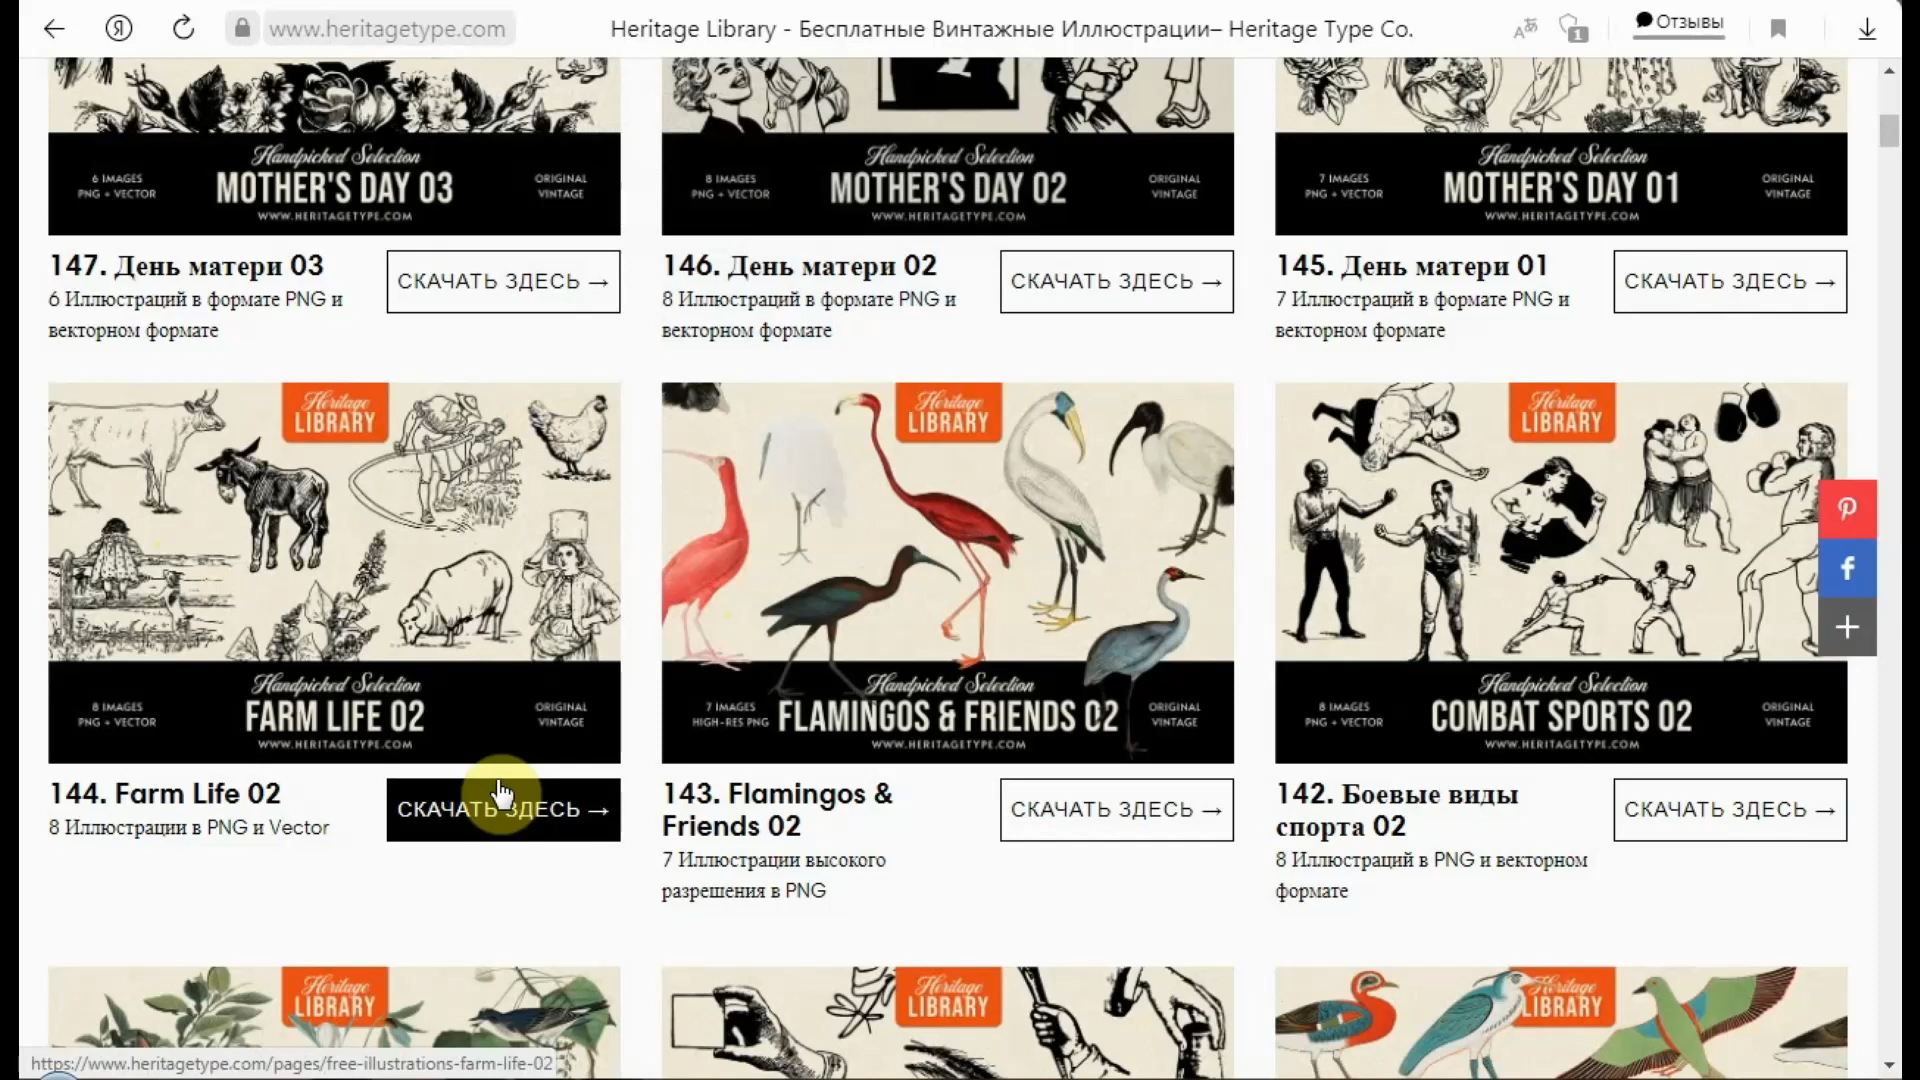 www.heritagetype.com
Heritage Library - Бесплатные Винтажные Иллюстрации– Heritage Type Co.
1
Отзывы
Handpicked Selection
6 IMAGES
PNG + VECTOR
MOTHER'S DAY 03
ORIGINAL
VINTAGE
WWW.HERITAGETYPE.COM
Handpicked Selection
8 IMAGES
PNG + VECTOR
MOTHER'S DAY 02
ORIGINAL
VINTAGE
WWW.HERITAGETYPE.COM
Handpicked Selection
7 IMAGES
PNG + VECTOR
MOTHER'S DAY 01
ORIGINAL
VINTAGE
WWW.HERITAGETYPE.COM
147. День матери 03
6 Иллюстраций в формате PNG и
векторном формате
СКАЧАТЬ ЗДЕСЬ →
146. День матери 02
8 Иллюстраций в формате PNG и
векторном формате
СКАЧАТЬ ЗДЕСЬ →
145. День матери 01
7 Иллюстраций в формате PNG и
векторном формате
СКАЧАТЬ ЗДЕСЬ →
Heritage
LIBRARY
Handpicked Selection
8 IMAGES
PNG + VECTOR
FARM LIFE 02
ORIGINAL
VINTAGE
WWW.HERITAGETYPE.COM
Heritage
LIBRARY
Handpicked Selection
7 IMAGES
HIGH-RES PNG
FLAMINGOS & FRIENDS 02
ORIGINAL
VINTAGE
WWW.HERITAGETYPE.COM
Heritage
LIBRARY
Handpicked Selection
8 IMAGES
PNG + VECTOR
COMBAT SPORTS 02
ORIGINAL
VINTAGE
WWW.HERITAGETYPE.COM
144. Farm Life 02
8 Иллюстрации в PNG и Vector
СКАЧАТЬ ЗДЕСЬ →
143. Flamingos &
Friends 02
7 Иллюстрации высокого
разрешения в PNG
СКАЧАТЬ ЗДЕСЬ →
142. Боевые виды
спорта 02
8 Иллюстраций в PNG и векторном
формате
СКАЧАТЬ ЗДЕСЬ →
Heritage
LIBRARY
Heritage
LIBRARY
Heritage
LIBRARY
https://www.heritagetype.com/pages/free-illustrations-farm-life-02